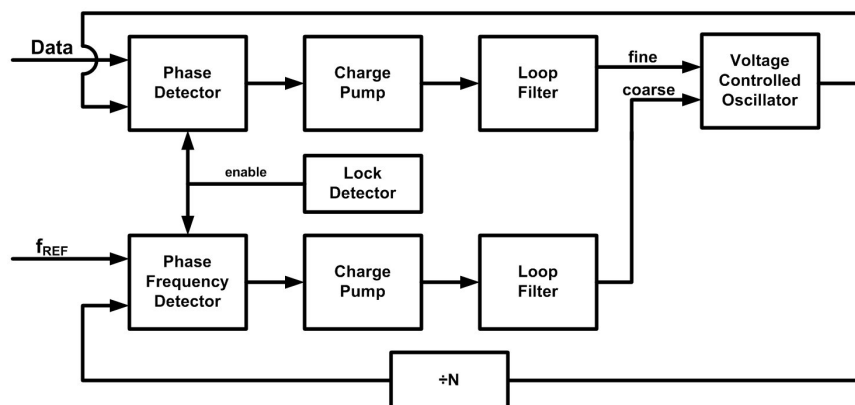 Data
Phase
Detector
Charge
Pump
Loop
Filter
fine
coarse
Voltage
Controlled
Oscillator
enable
Lock
Detector
fREF
Phase
Frequency
Detector
Charge
Pump
Loop
Filter
÷N